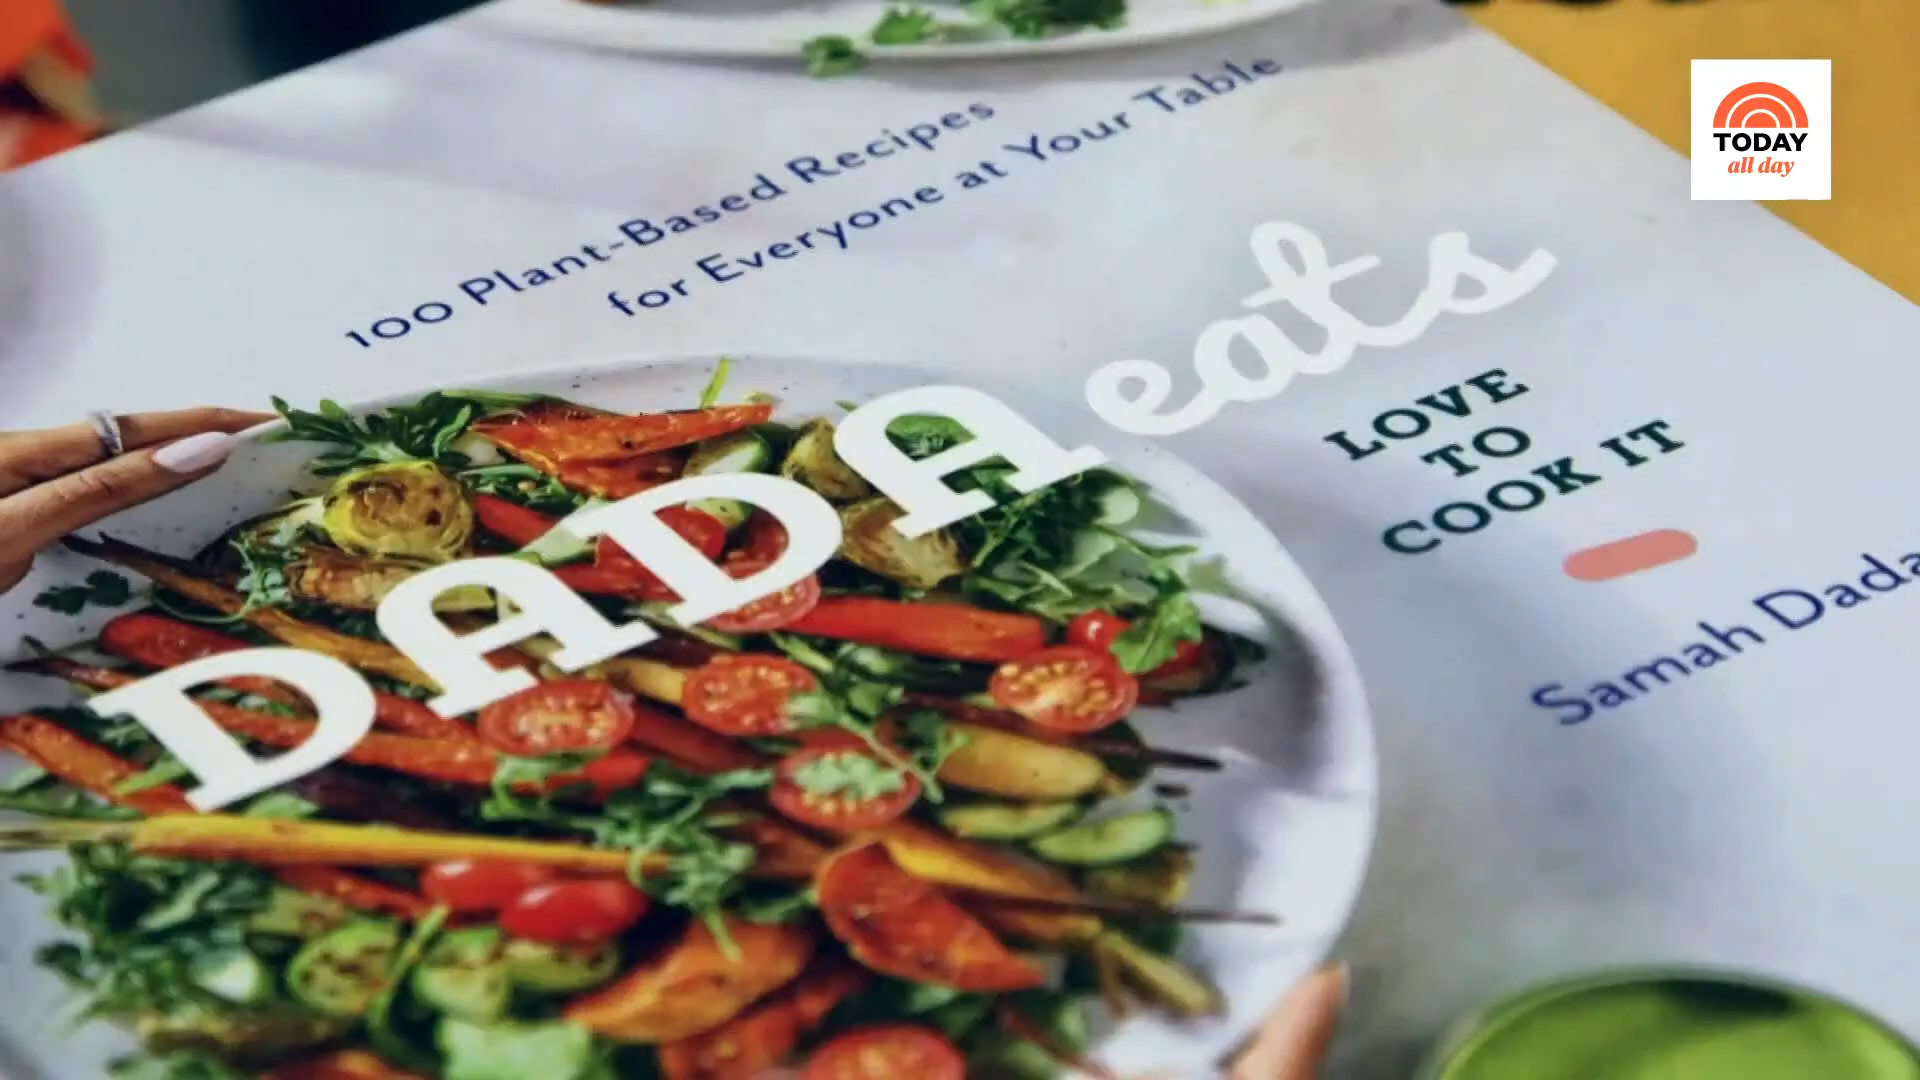 100 Plant-Based Recipes
for Everyone at Your Table
DADA eats
LOVE
TO
COOK IT
Samah Dada
TODAY
all day